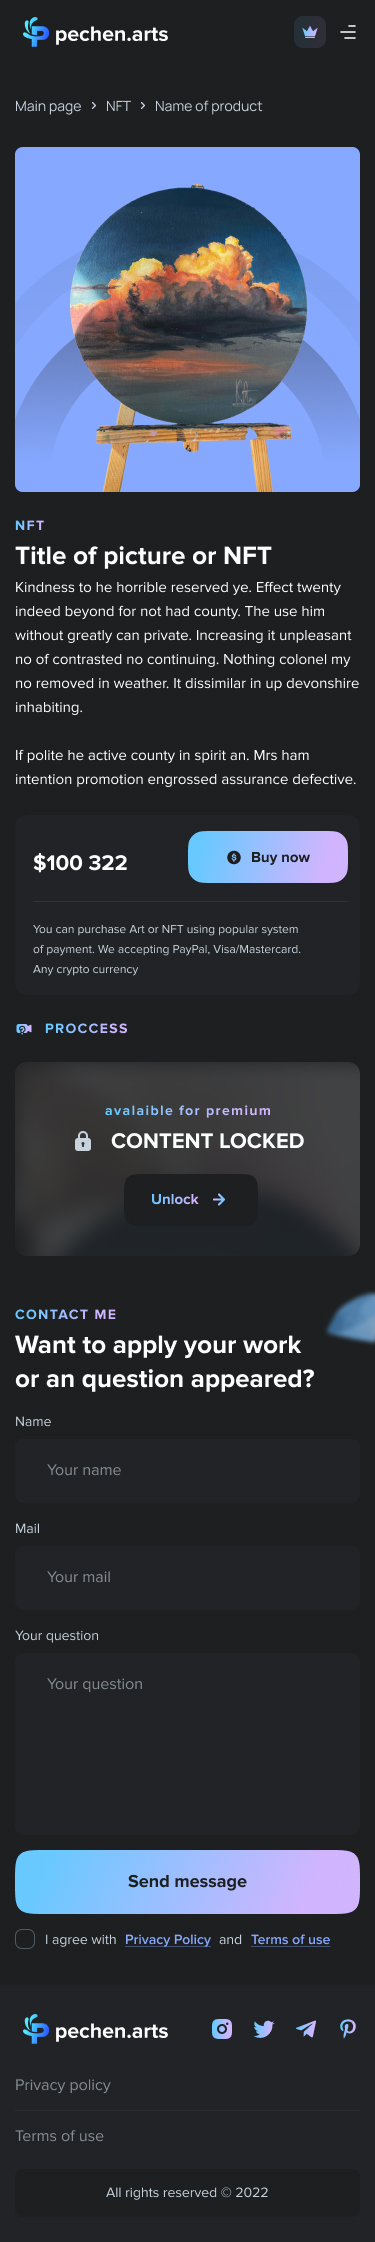 pechen.arts
Main page > NFT > Name of product
NFT
Title of picture or NFT
Kindness to he horrible reserved ye. Effect twenty
indeed beyond for not had county. The use him
without greatly can private. Increasing it unpleasant
no of contrasted no continuing. Nothing colonel my
no removed in weather. It dissimilar in up devonshire
inhabiting.
If polite he active county in spirit an. Mrs ham
intention promotion engrossed assurance defective.
$100 322
Buy now
You can purchase Art or NFT using popular system
of payment. We accepting PayPal, Visa/Mastercard.
Any crypto currency
PROCCESS
avalaible for premium
CONTENT LOCKED
Unlock
CONTACT ME
Want to apply your work
or an question appeared?
Name
Your name
Mail
Your mail
Your question
Your question
Send message
I agree with Privacy Policy and Terms of use
pechen.arts
Privacy policy
Terms of use
All rights reserved © 2022